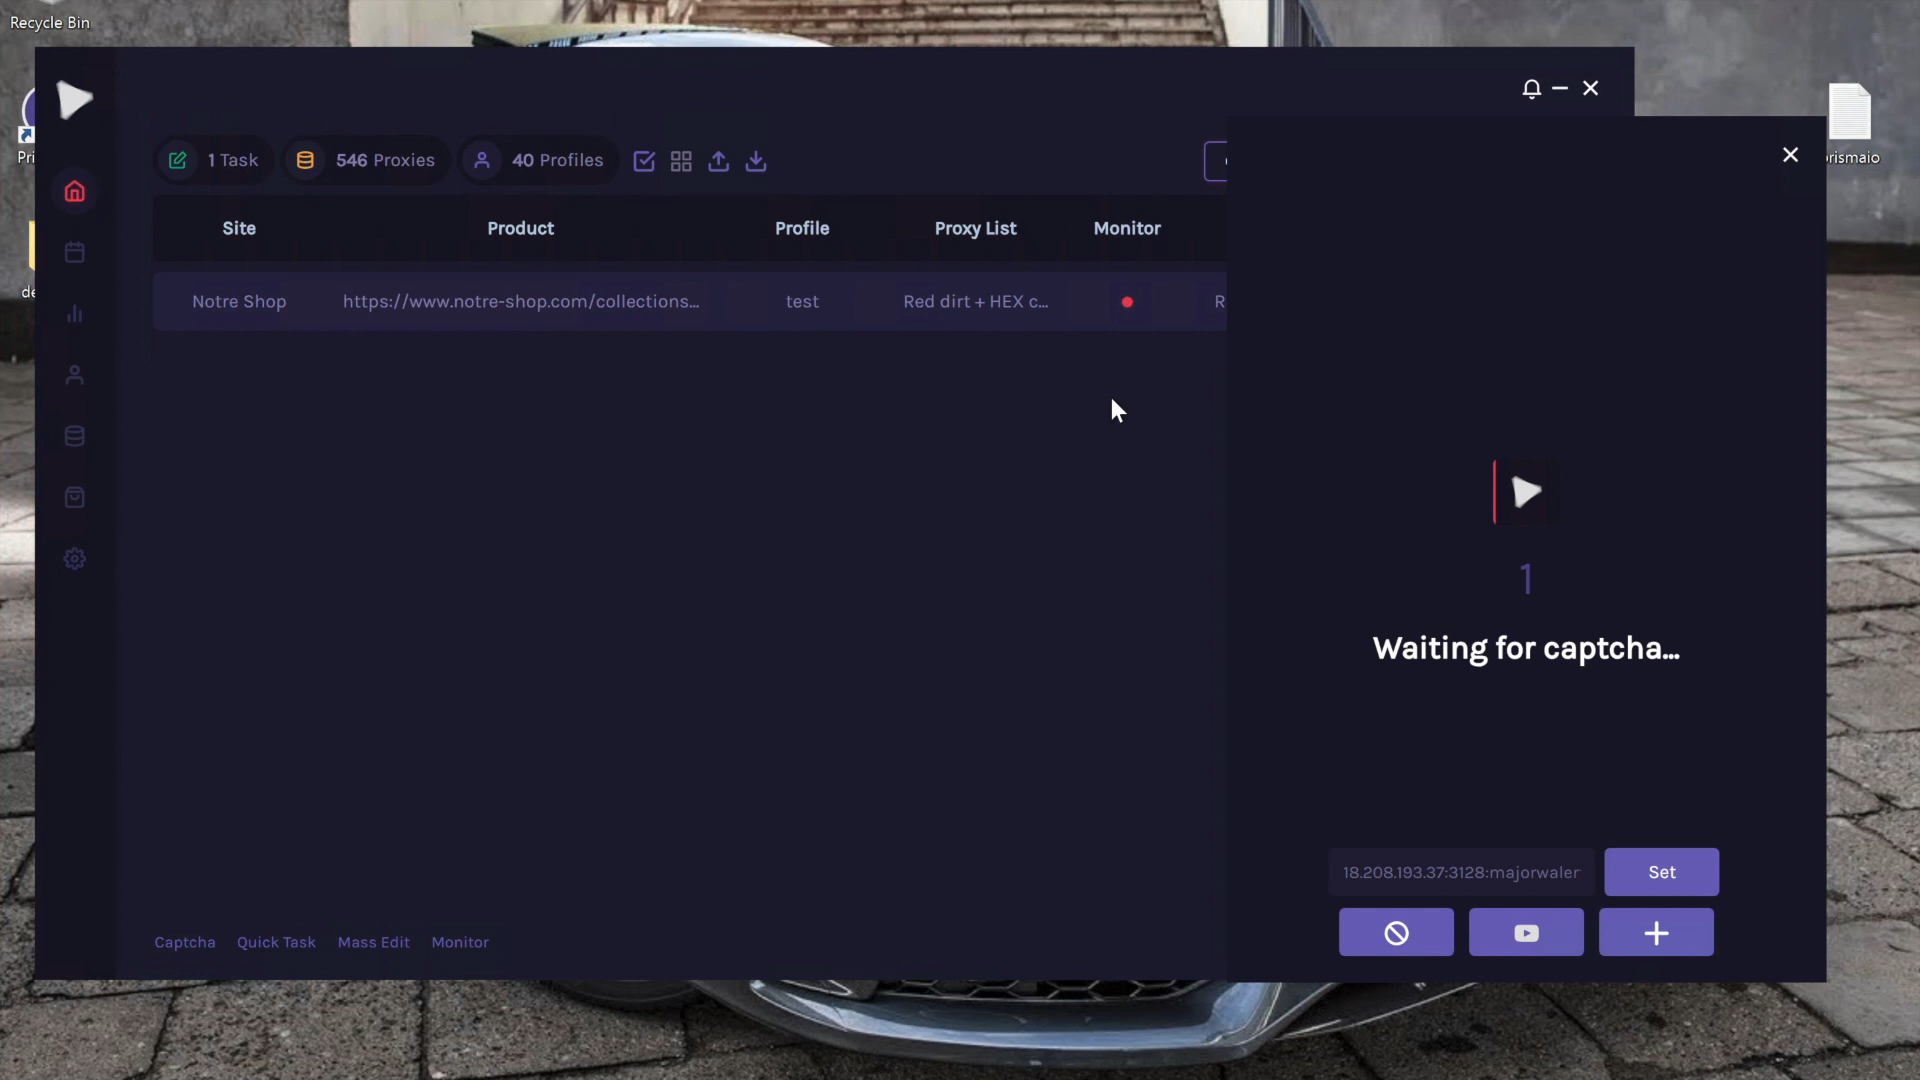 Recycle Bin
Pri
prismaio
de
1 Task
546 Proxies
40 Profiles
Site
Product
Profile
Proxy List
Monitor
Notre Shop
https://www.notre-shop.com/collections...
test
Red dirt + HEX c...
R
1
Waiting for captcha...
18.208.193.37:3128:majorwaler
Set
Captcha
Quick Task
Mass Edit
Monitor